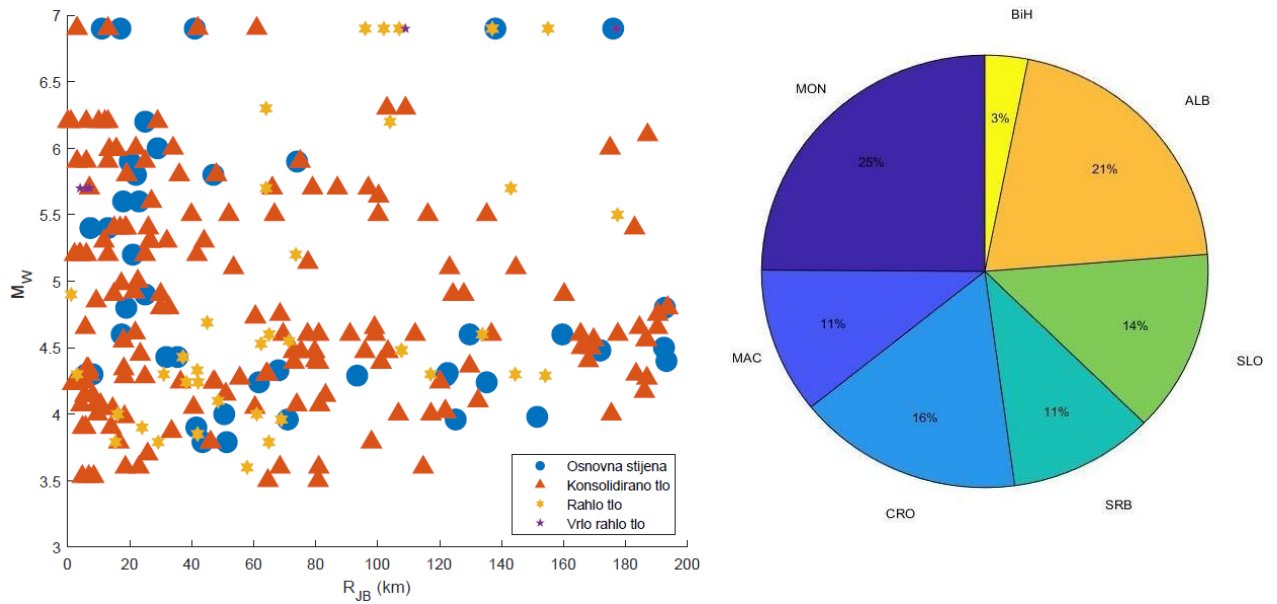 7
6.5
6
5.5
5
4.5
4
3.5
3
M_W
0 20 40 60 80 100 120 140 160 180 200
R_JB (km)
Osnovna stijena
Konsolidirano tlo
Rahlo tlo
Vrlo rahlo tlo
BiH
MON
ALB
3%
25%
21%
14%
MAC
11%
SLO
16%
11%
CRO
SRB